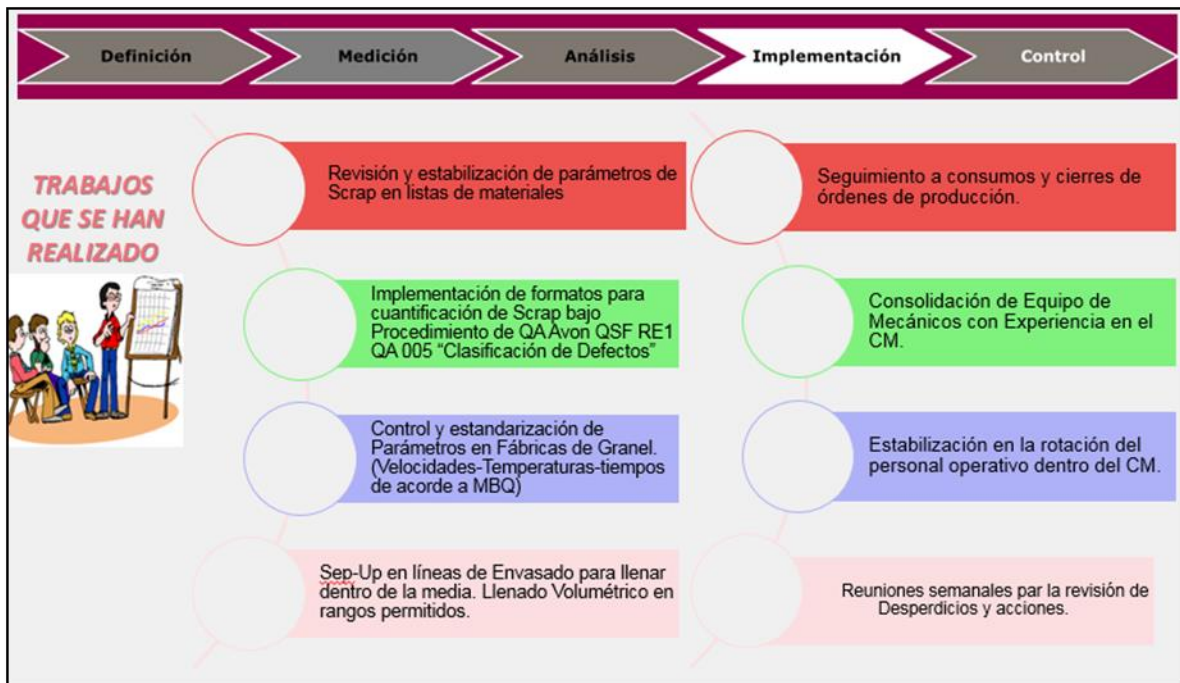 Definición
Medición
Análisis
Implementación
Control
TRABAJOS
QUE SE HAN
REALIZADO
Revisión y estabilización de parámetros de
Scrap en listas de materiales
Implementación de formatos para
cuantificación de Scrap bajo
Procedimiento de QA Avon QSF RE1
QA 005 “Clasificación de Defectos”
Control y estandarización de
Parámetros en Fábricas de Granel.
(Velocidades-Temperaturas-tiempos
de acorde a MBQ)
Sep-Up en líneas de Envasado para llenar
dentro de la media. Llenado Volumétrico en
rangos permitidos.
Seguimiento a consumos y cierres de
órdenes de producción.
Consolidación de Equipo de
Mecánicos con Experiencia en el
CM.
Estabilización en la rotación del
personal operativo dentro del CM.
Reuniones semanales par la revisión de
Desperdicios y acciones.